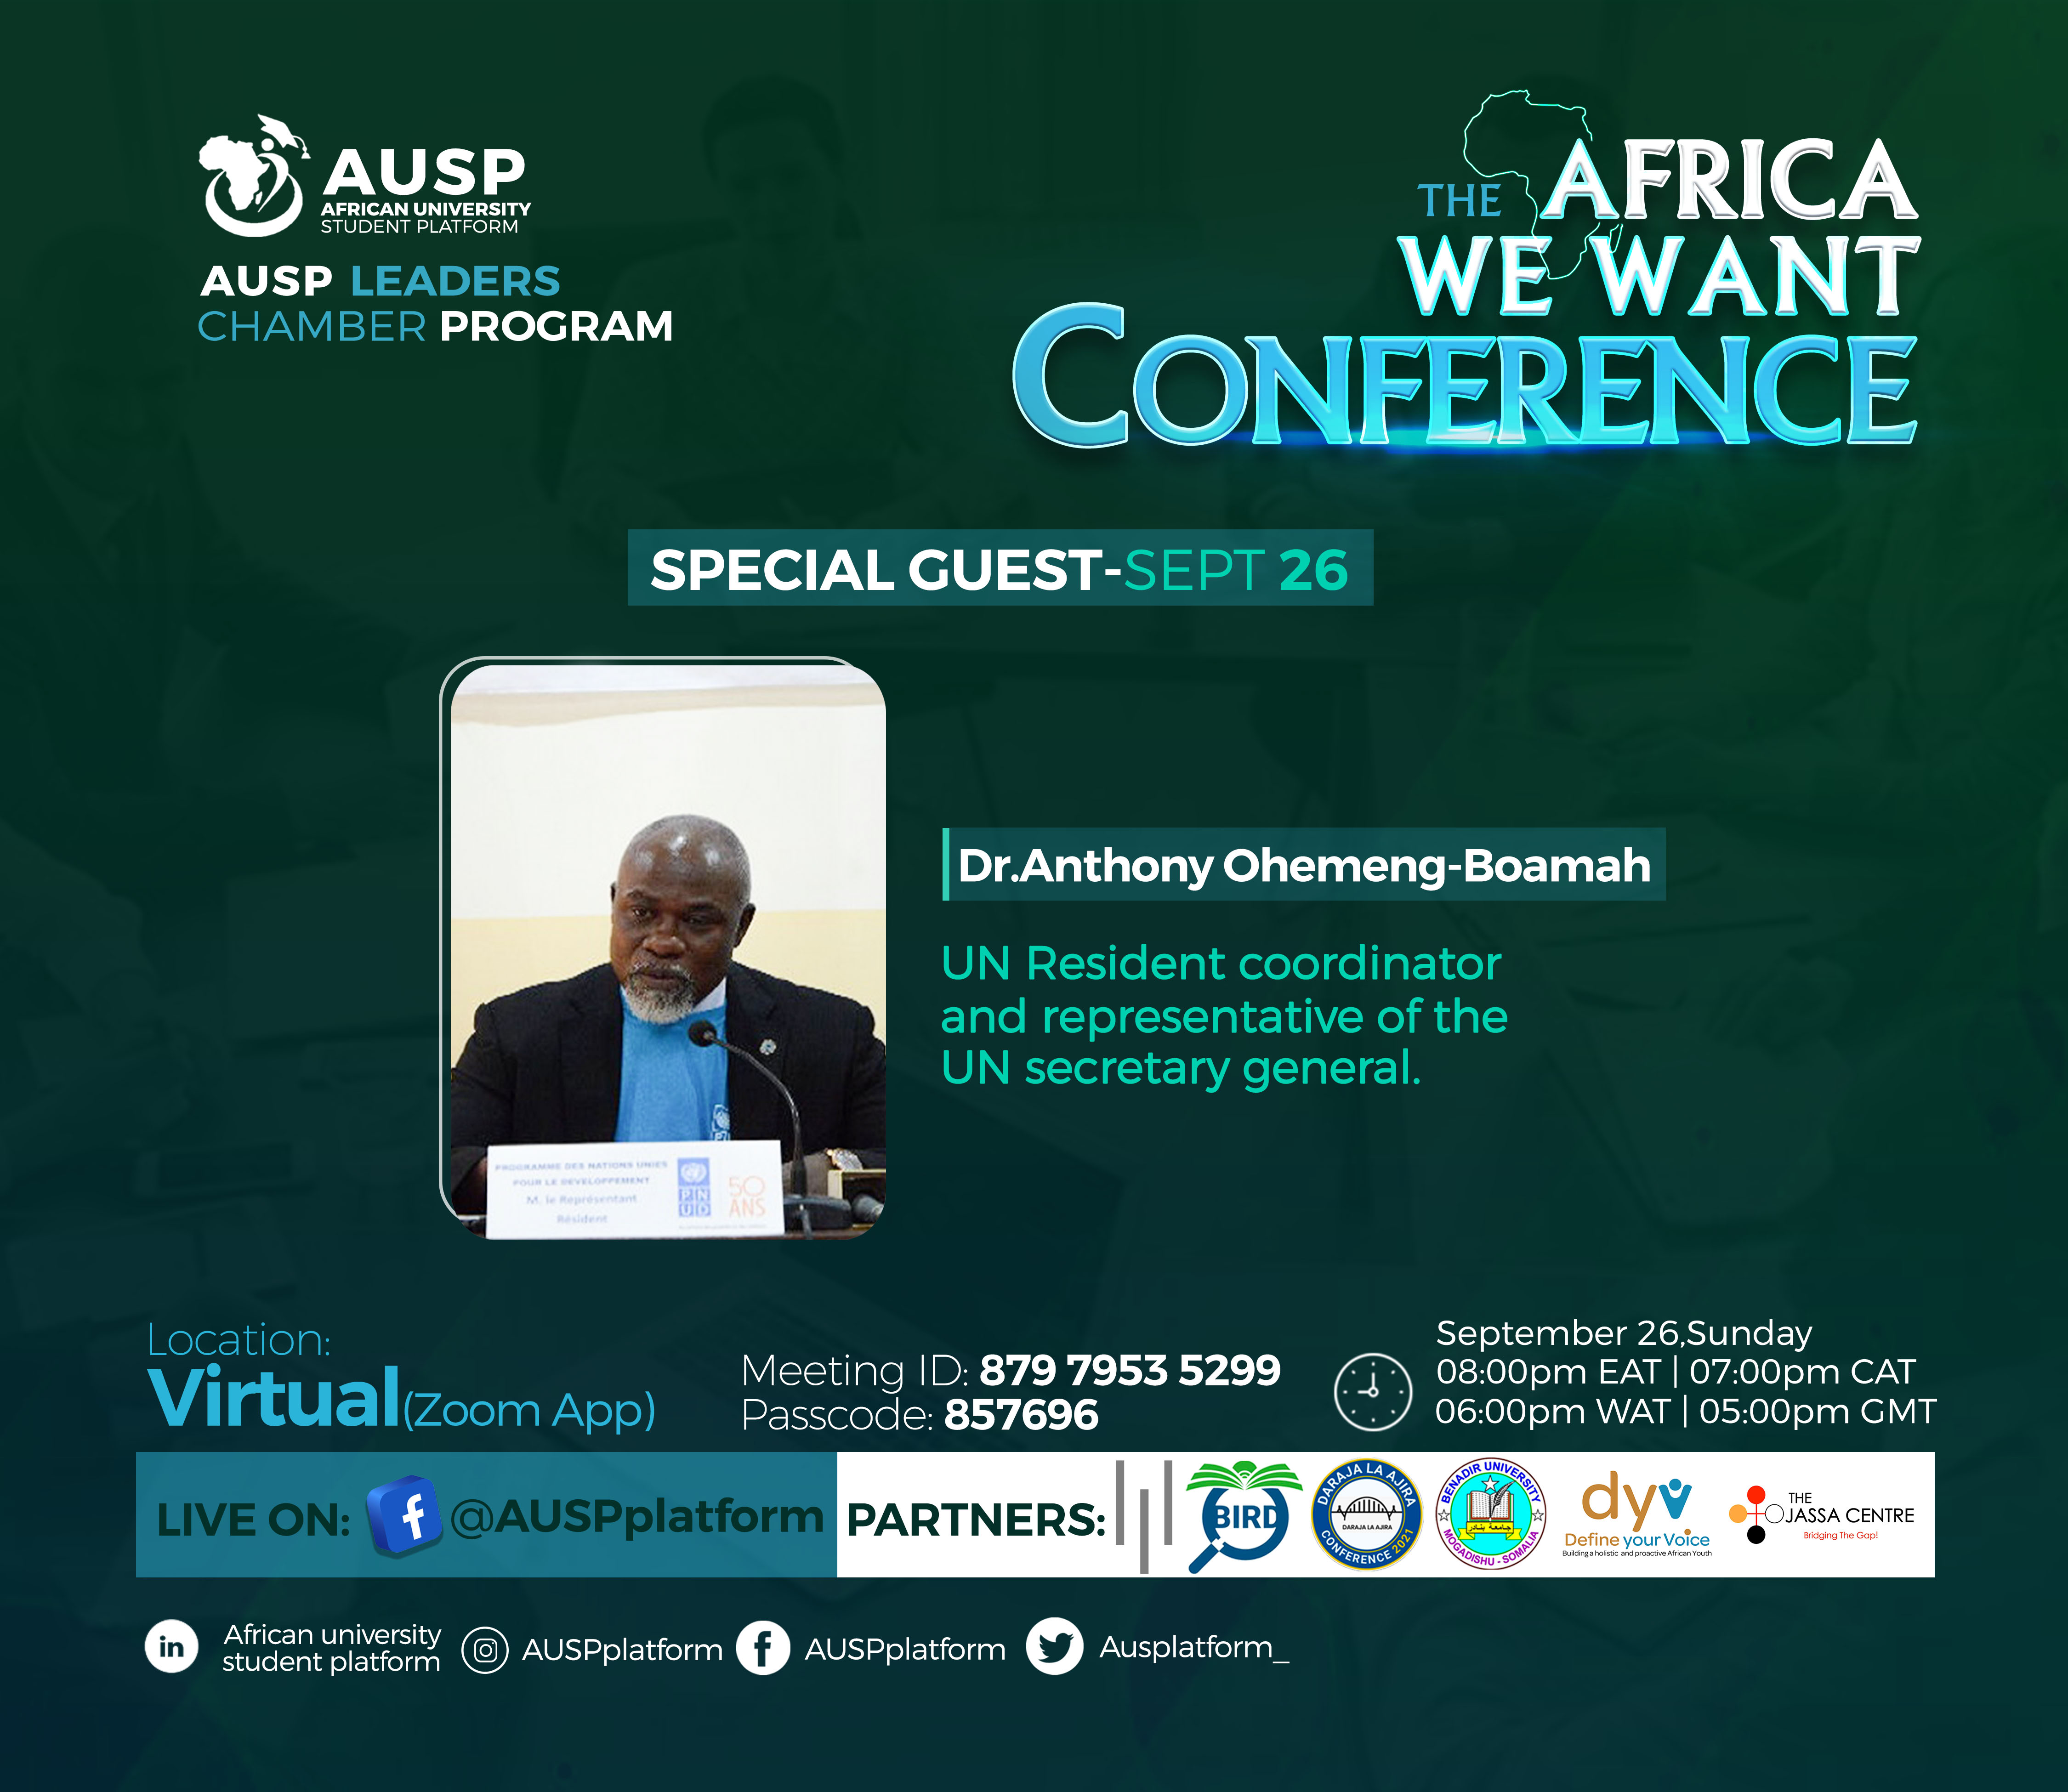 AUSP
AFRICAN UNIVERSITY
STUDENT PLATFORM
AUSP LEADERS
CHAMBER PROGRAM
THE AFRICA
WE WANT
CONFERENCE
SPECIAL GUEST-SEPT 26
Dr.Anthony Ohemeng-Boamah
UN Resident coordinator
and representative of the
UN secretary general.
PROGRAMME DES NATIONS UNIES
POUR LE DEVELOPPEMENT
M. le Représentant
Résident
PN
UD
50
ANS
Location:
Virtual(Zoom App)
Meeting ID: 879 7953 5299
Passcode: 857696
September 26,Sunday
08:00pm EAT | 07:00pm CAT
06:00pm WAT | 05:00pm GMT
LIVE ON: f @AUSPplatform
PARTNERS:
BIRD
DARAJA LA AJIRA
DARAJA LA AJIRA
CONFERENCE 2021
BENADIR UNIVERSITY
جامعة بنادر
MOGADISHU - SOMALIA
dyv
Define your Voice
Building a holistic and proactive African Youth
THE
JASSA CENTRE
Bridging The Gap!
in
African university
student platform
AUSPplatform
f
AUSPplatform
Ausplatform_